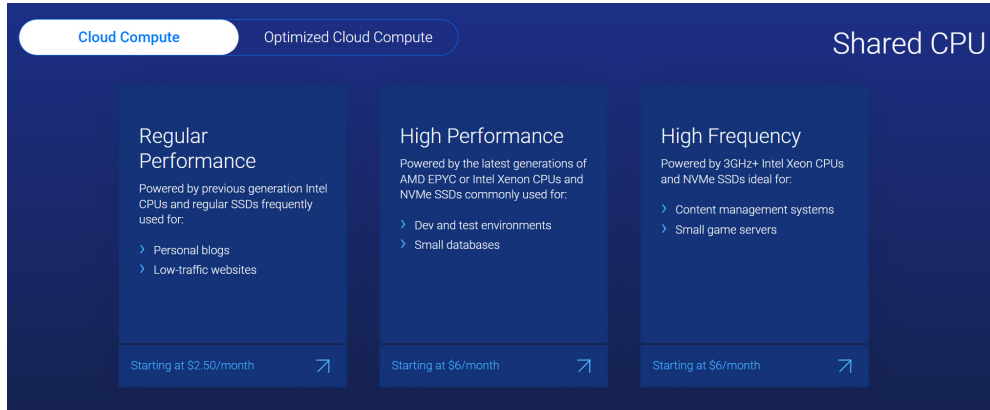 Cloud Compute
Optimized Cloud Compute
Shared CPU
Regular
Performance
Powered by previous generation Intel
CPUs and regular SSDs frequently
used for:
Personal blogs
Low-traffic websites
Starting at $2.50/month
High Performance
Powered by the latest generations of
AMD EPYC or Intel Xenon CPUs and
NVMe SSDs commonly used for:
Dev and test environments
Small databases
Starting at $6/month
High Frequency
Powered by 3GHz+ Intel Xeon CPUs
and NVMe SSDs ideal for:
Content management systems
Small game servers
Starting at $6/month